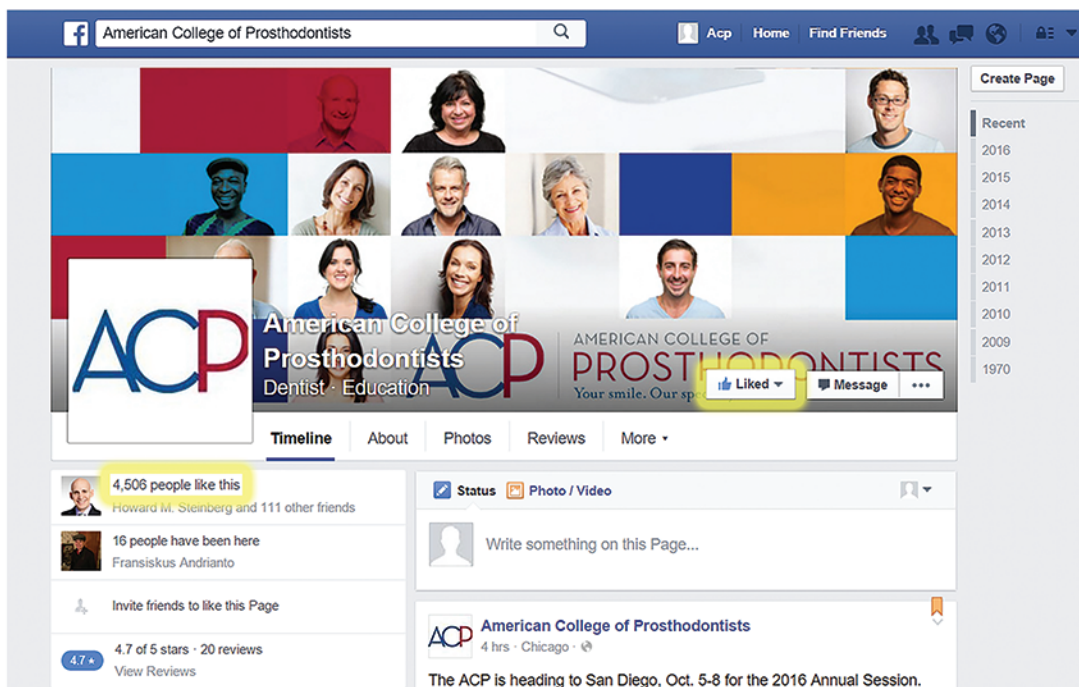 American College of Prosthodontists
Acp Home Find Friends
Create Page
Recent
2016
2015
2014
2013
2012
2011
2010
2009
1970
ACP
American College of
Prosthodontists
Dentist · Education
ACP
AMERICAN COLLEGE OF
PROSTHODONTISTS
Your smile. Our
Liked
Message
Timeline About Photos Reviews More
4,506 people like this
Howard M. Steinberg and 111 other friends
16 people have been here
Fransiskus Andrianto
Invite friends to like this Page
4.7 of 5 stars · 20 reviews
4.7 ★
View Reviews
Status Photo / Video
Write something on this Page...
ACP
American College of Prosthodontists
4 hrs · Chicago ·
The ACP is heading to San Diego, Oct. 5-8 for the 2016 Annual Session.